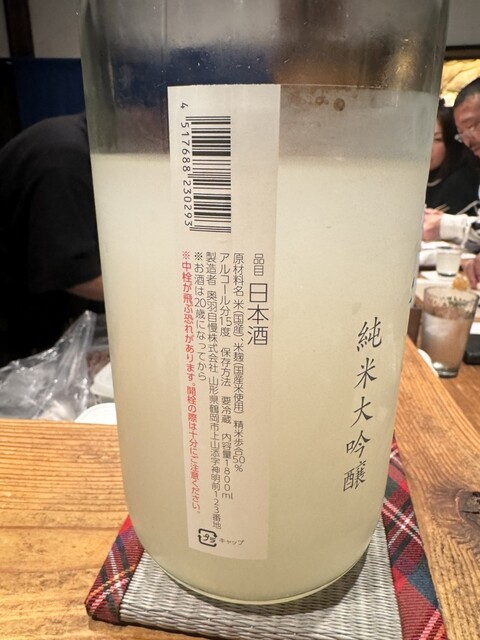 4 517688 230293
品目 日本酒
原材料名 米(国産)、米麹(国産米使用) 精米歩合50%
アルコール分15度 保存方法 要冷蔵 内容量1800ml
製造者 奥羽自慢株式会社 山形県鶴岡市上山添字神明前123番地
※お酒は20歳になってから
※中栓が飛ぶ恐れがあります。開栓の際は十分にご注意ください。
プラ キャップ
純米大吟醸